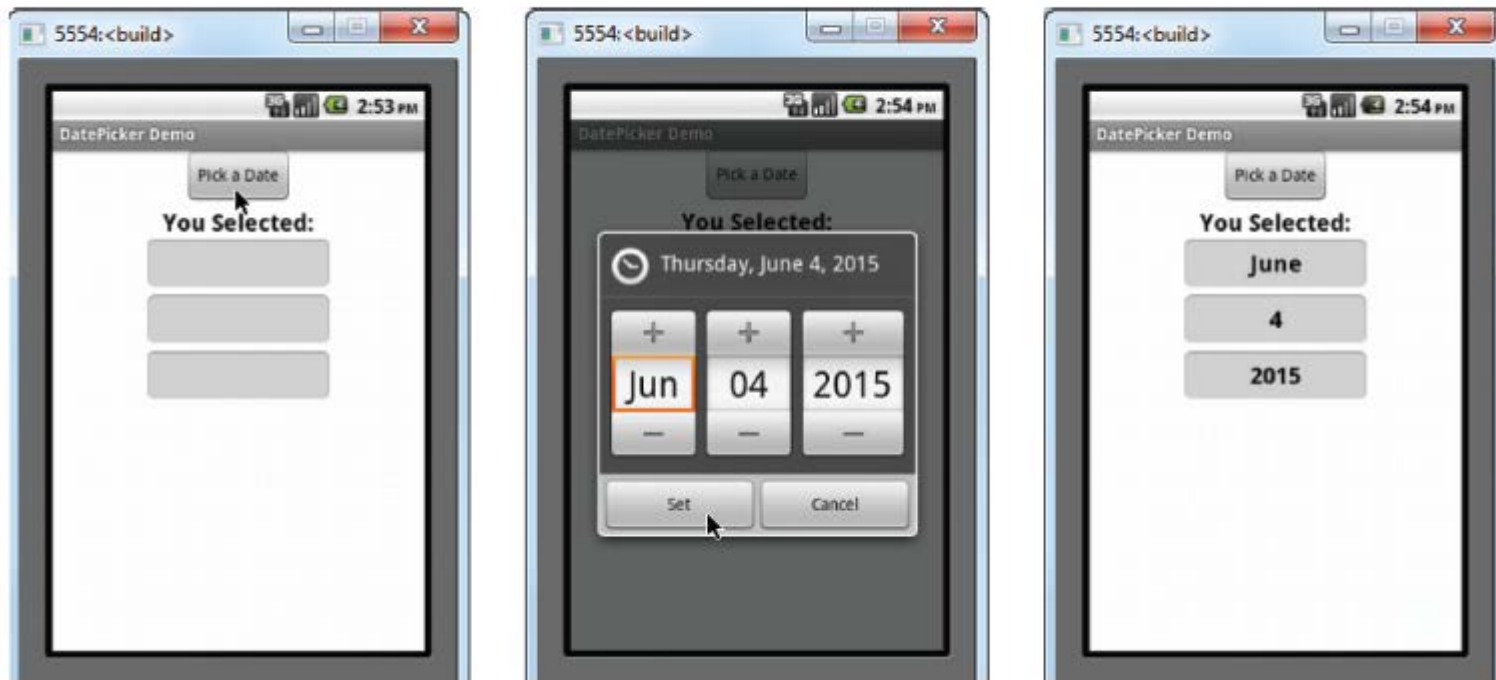 5554:<build>
2:53 PM
DatePicker Demo
Pick a Date
You Selected:
5554:<build>
2:54 PM
DatePicker Demo
Pick a Date
You Selected:
Thursday, June 4, 2015
+ + +
Jun 04 2015
− − −
Set Cancel
5554:<build>
2:54 PM
DatePicker Demo
Pick a Date
You Selected:
June
4
2015